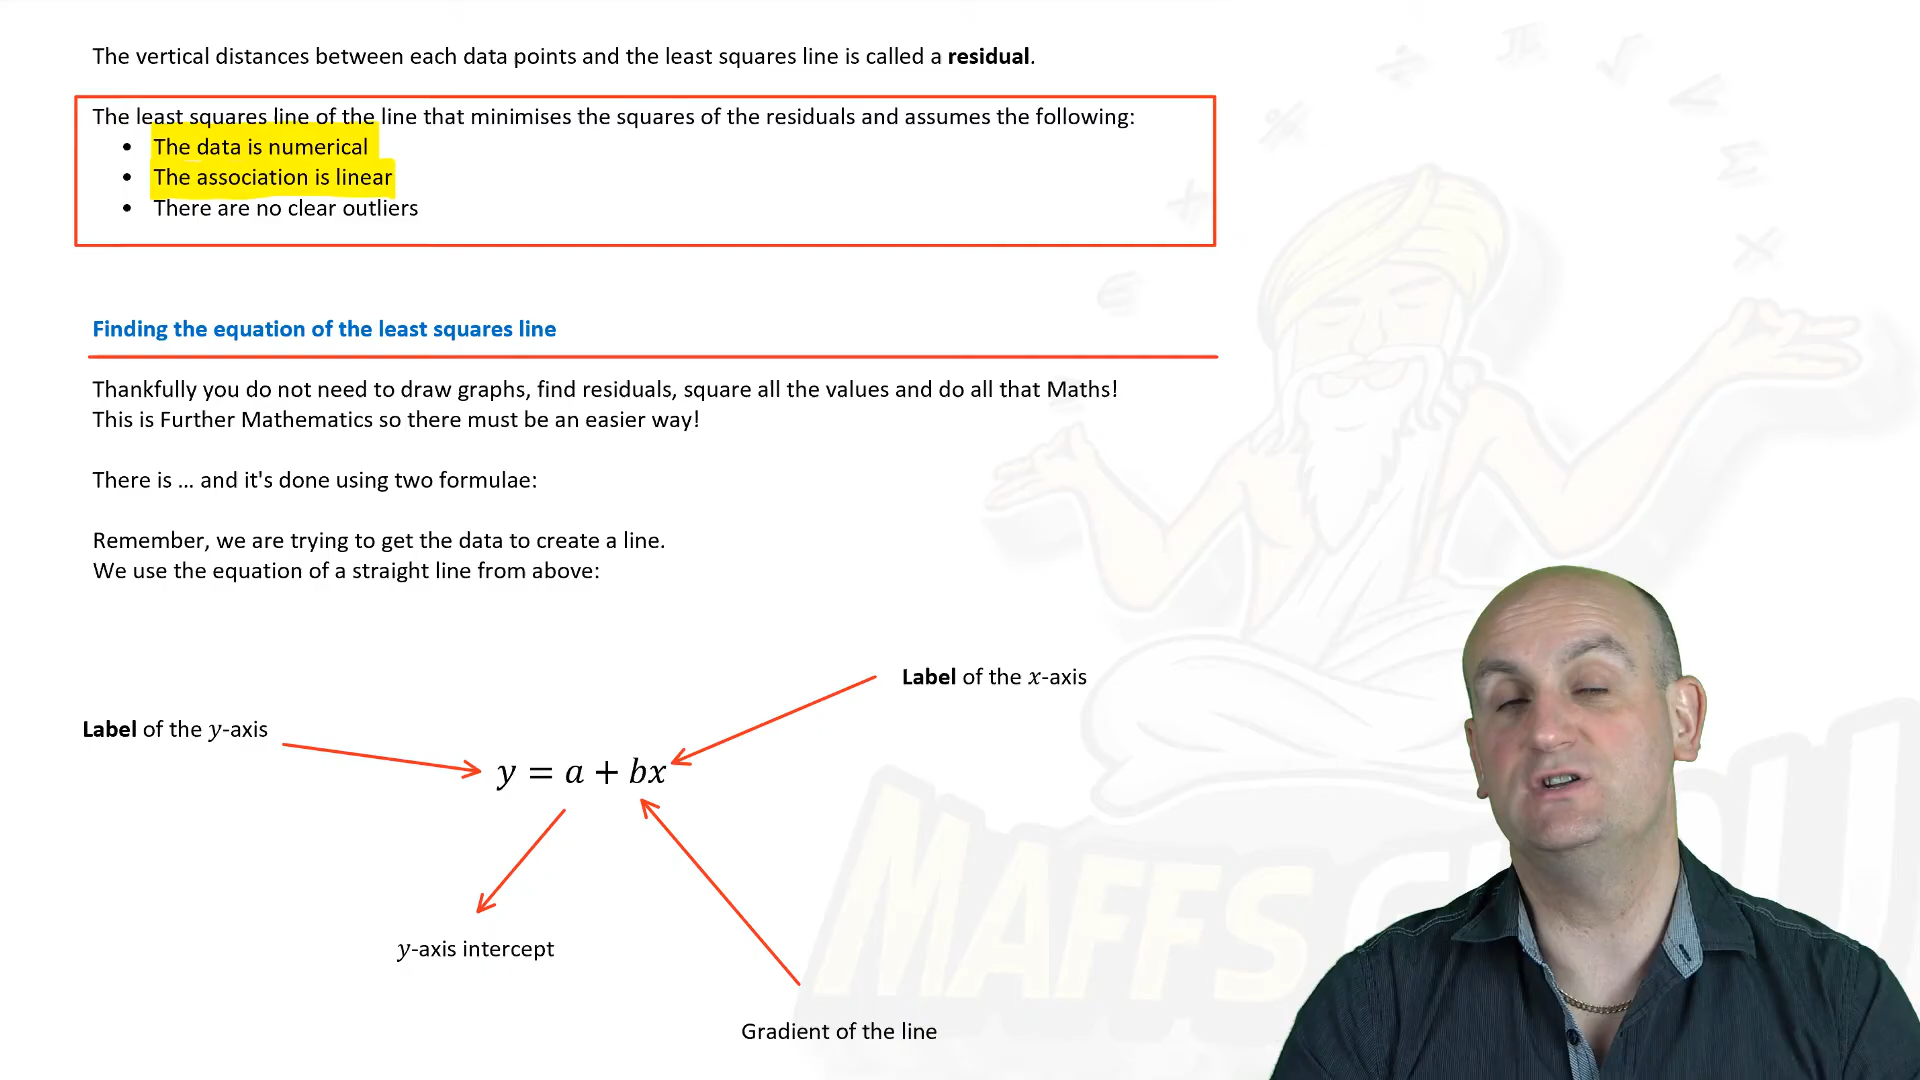 The vertical distances between each data points and the least squares line is called a residual.
The least squares line of the line that minimises the squares of the residuals and assumes the following:
• The data is numerical
• The association is linear
• There are no clear outliers
Finding the equation of the least squares line
Thankfully you do not need to draw graphs, find residuals, square all the values and do all that Maths!
This is Further Mathematics so there must be an easier way!
There is ... and it's done using two formulae:
Remember, we are trying to get the data to create a line.
We use the equation of a straight line from above:
Label of the x-axis
Label of the y-axis
y = a + bx
y-axis intercept
Gradient of the line
MAFFS